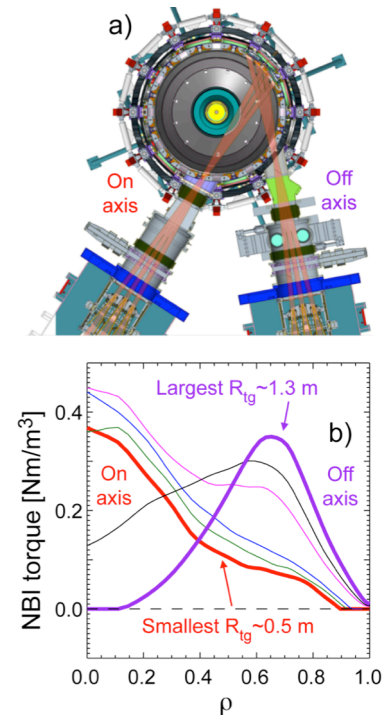 a)
On
axis
Off
axis
NBI torque [Nm/m³]
0.4
0.2
0.0
Largest R_tg~1.3 m
b)
On
axis
Off
axis
Smallest R_tg~0.5 m
0.0 0.2 0.4 0.6 0.8 1.0
ρ